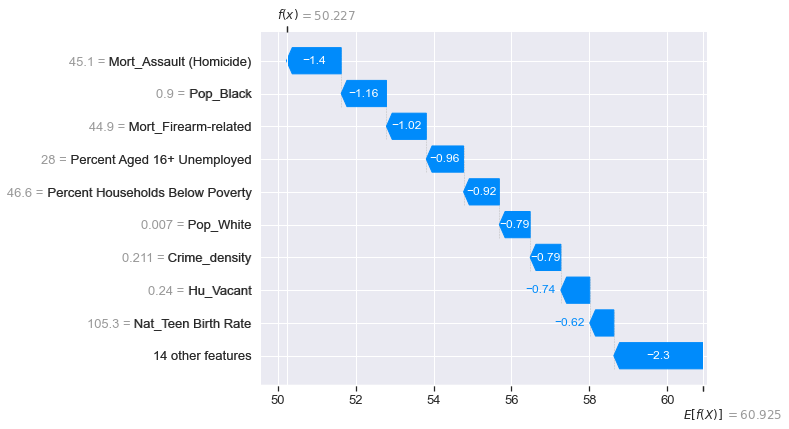 f(x) = 50.227
45.1 = Mort_Assault (Homicide)
−1.4
0.9 = Pop_Black
−1.16
44.9 = Mort_Firearm-related
−1.02
28 = Percent Aged 16+ Unemployed
−0.96
46.6 = Percent Households Below Poverty
−0.92
0.007 = Pop_White
−0.79
0.211 = Crime_density
−0.79
0.24 = Hu_Vacant
−0.74
105.3 = Nat_Teen Birth Rate
−0.62
14 other features
−2.3
50 52 54 56 58 60
E[f(X)] = 60.925